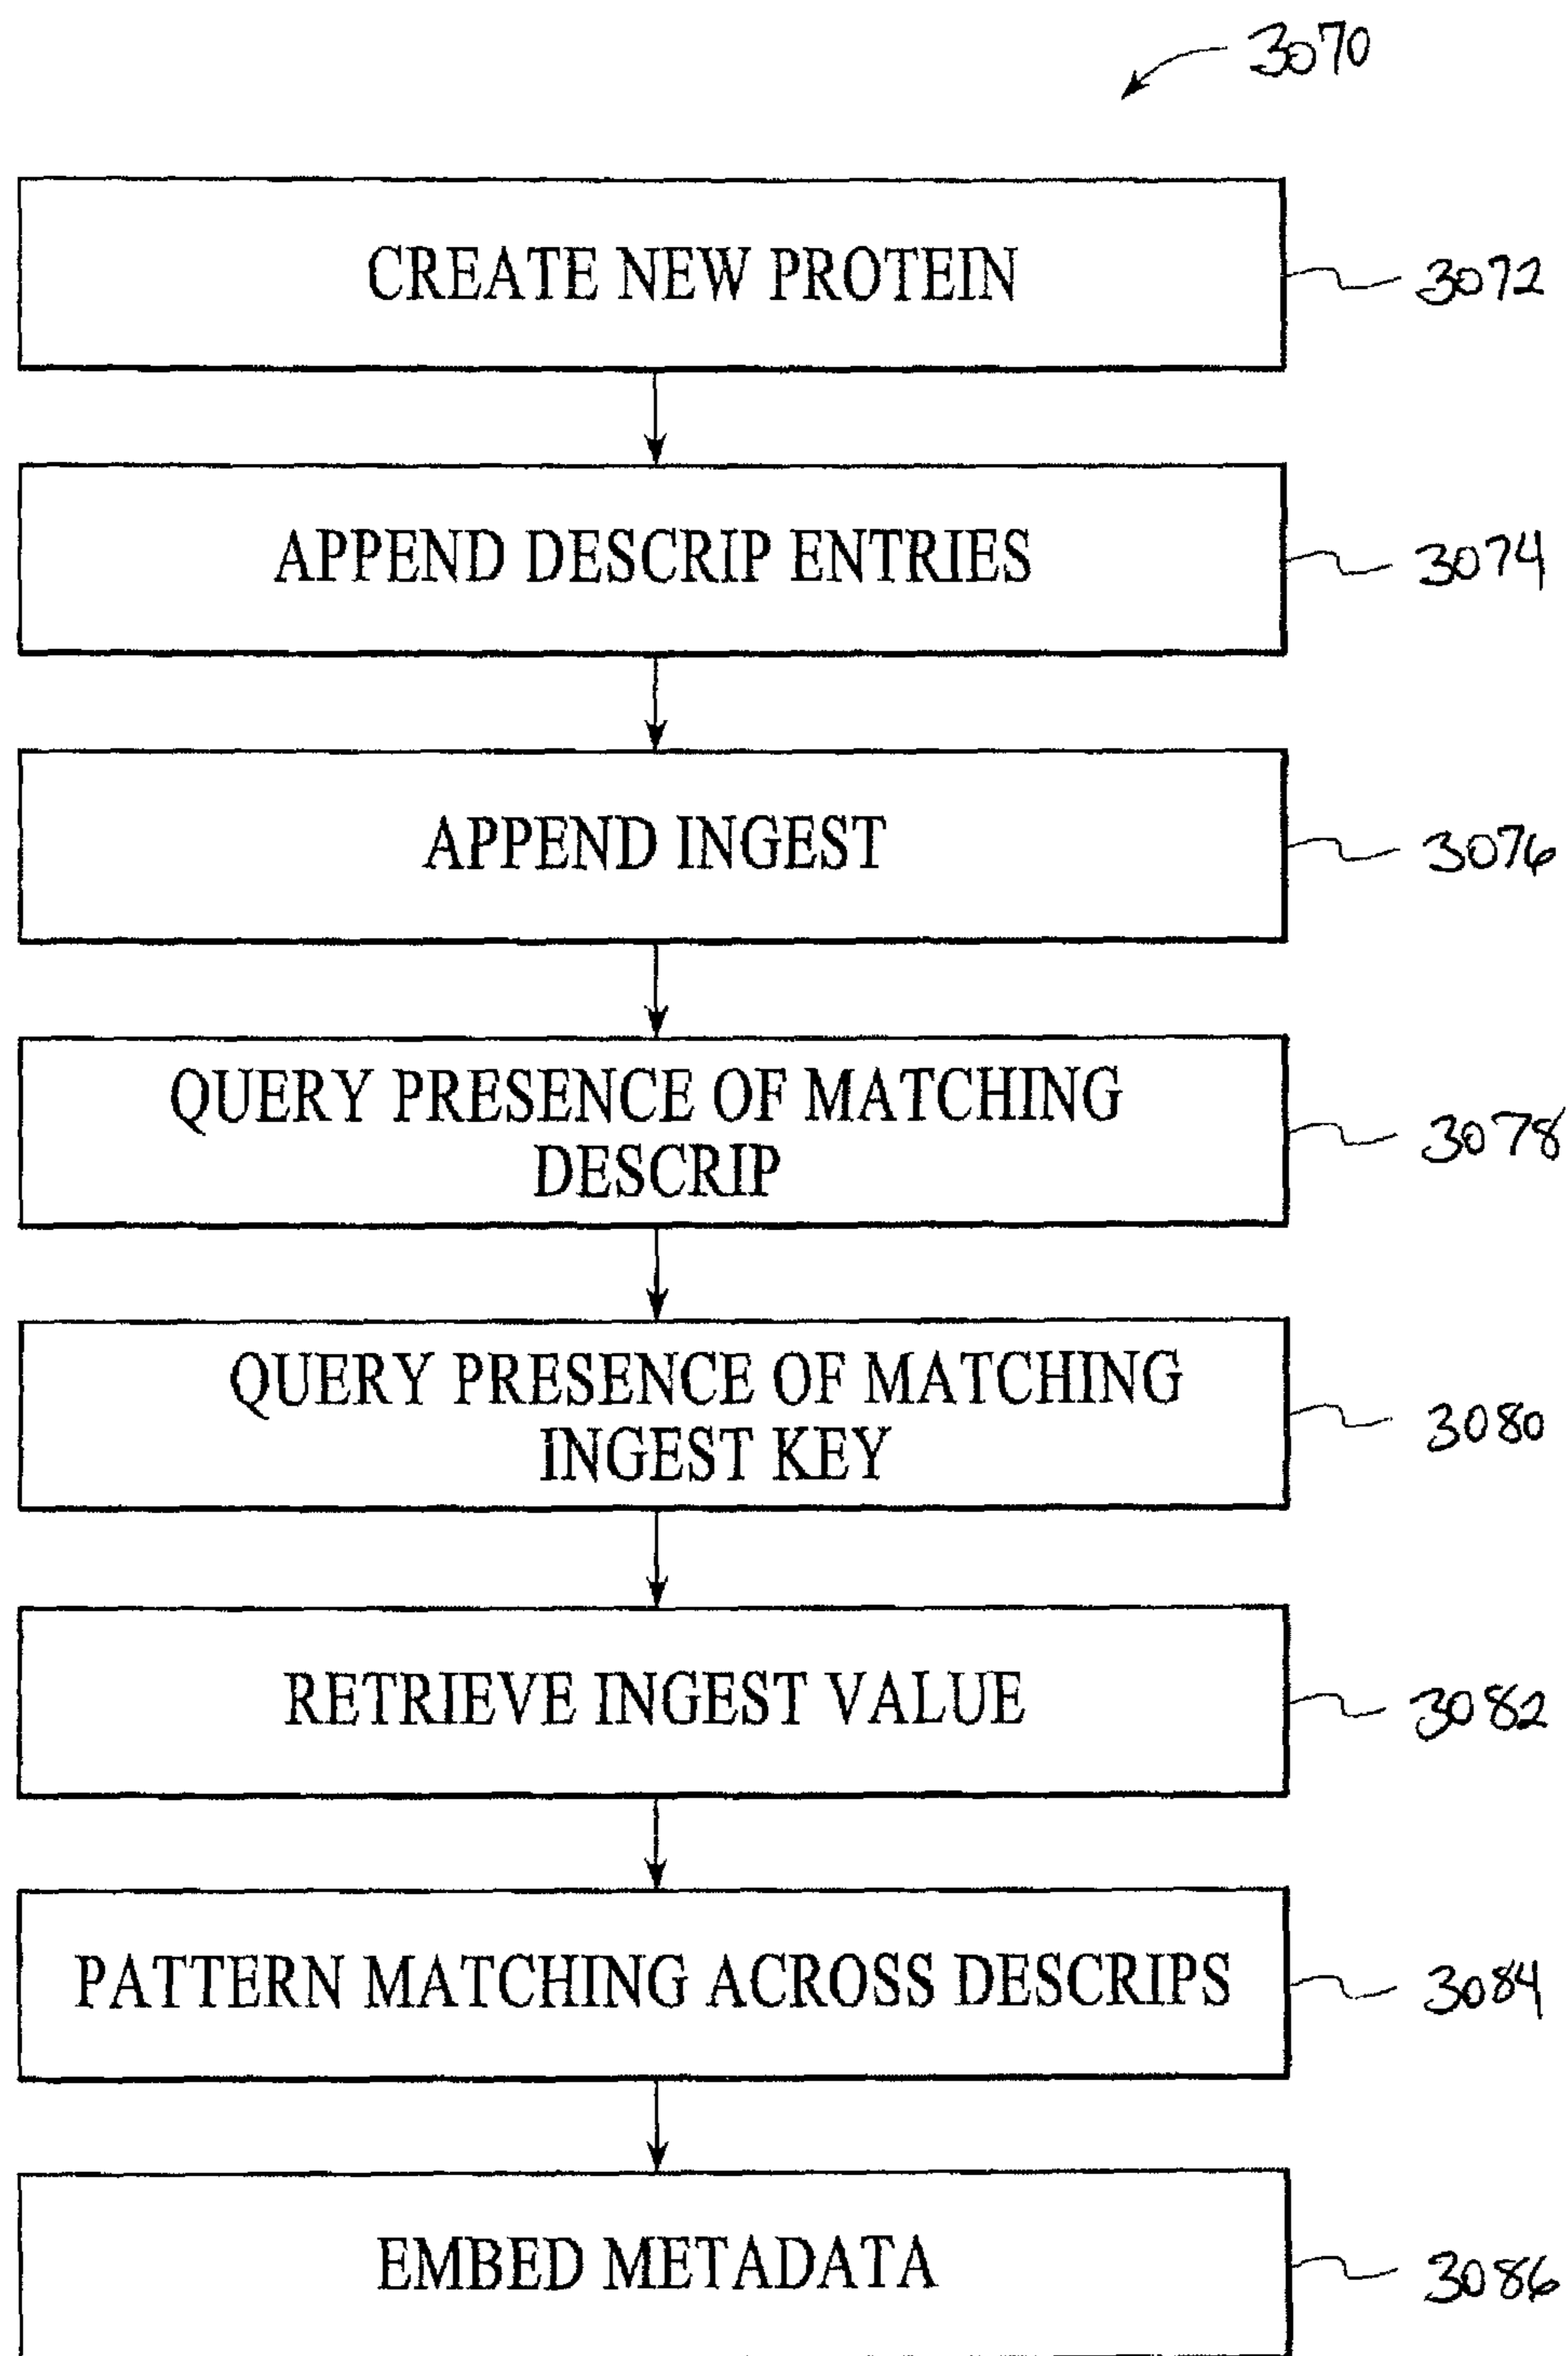 3070
CREATE NEW PROTEIN
3072
APPEND DESCRIP ENTRIES
3074
APPEND INGEST
3076
QUERY PRESENCE OF MATCHING
DESCRIP
3078
QUERY PRESENCE OF MATCHING
INGEST KEY
3080
RETRIEVE INGEST VALUE
3082
PATTERN MATCHING ACROSS DESCRIPS
3084
EMBED METADATA
3086